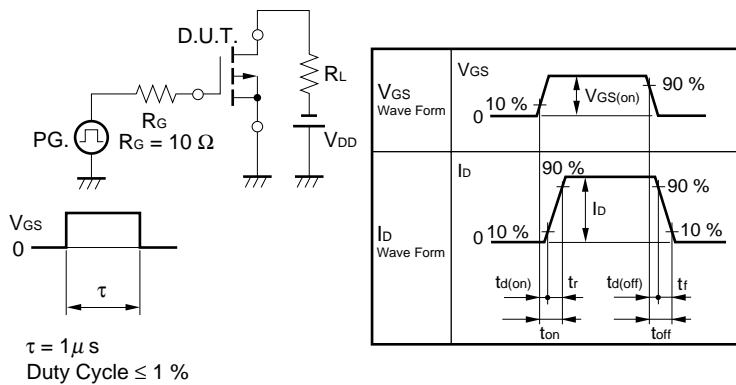 D.U.T.
RL
RG
PG.
RG = 10 Ω
VDD
VGS
0
τ
τ = 1μ s
Duty Cycle ≤ 1 %
VGS
Wave Form
VGS
10 %
0
VGS(on)
90 %
ID
Wave Form
ID
90 %
90 %
ID
0 10 %
10 %
td(on)
tr
td(off)
tf
ton
toff